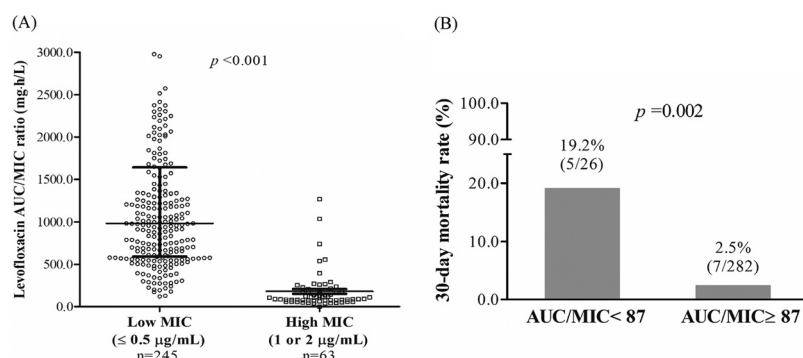 (A)
Levofloxacin AUC/MIC ratio (mg·h/L)
3000.0
2500.0
2000.0
1500.0
1000.0
500.0
0.0
p <0.001
Low MIC
(≤ 0.5 μg/mL)
n=245
High MIC
(1 or 2 μg/mL)
n=63
(B)
30-day mortality rate (%)
100.0
90.0
20.0
10.0
0.0
p =0.002
19.2%
(5/26)
2.5%
(7/282)
AUC/MIC< 87
AUC/MIC≥ 87